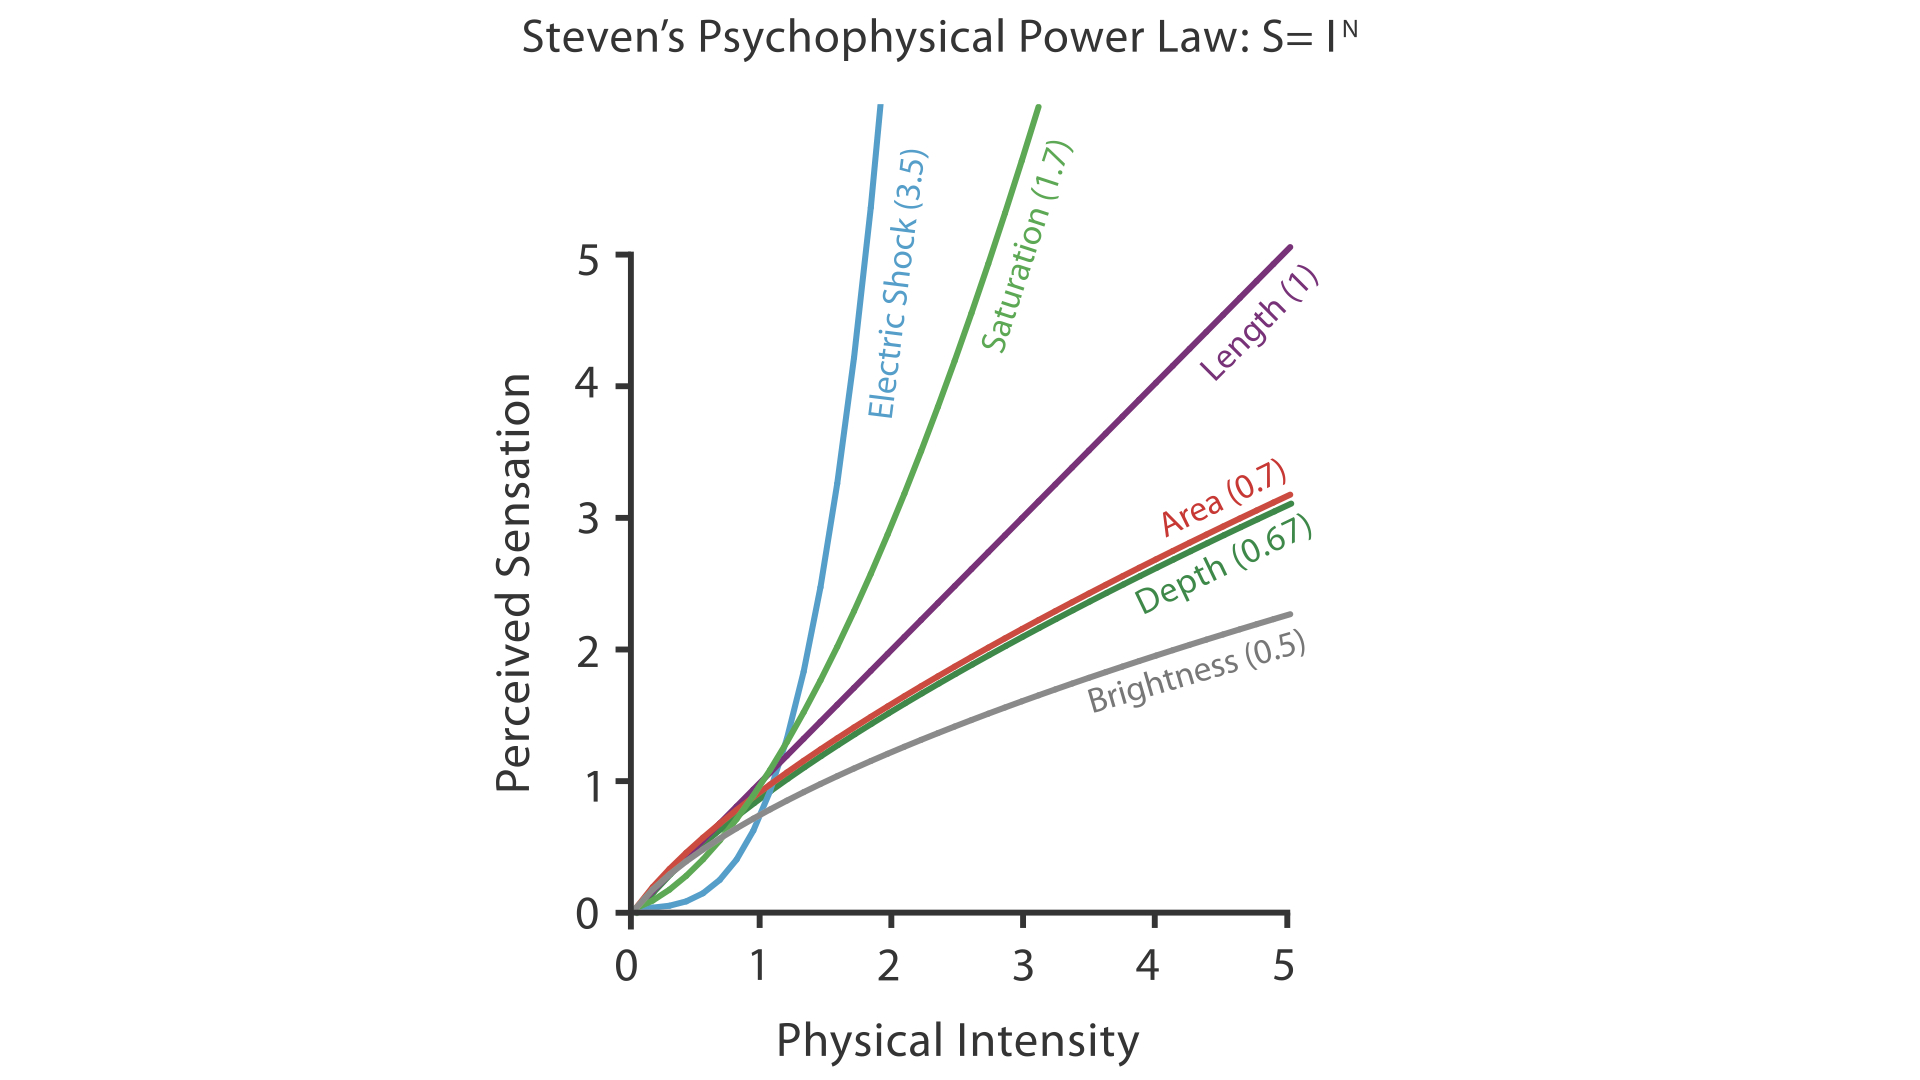 Steven’s Psychophysical Power Law: S= I ᴺ
Electric Shock (3.5)
Saturation (1.7)
Length (1)
Area (0.7)
Depth (0.67)
Brightness (0.5)
Perceived Sensation
5
4
3
2
1
0
0 1 2 3 4 5
Physical Intensity